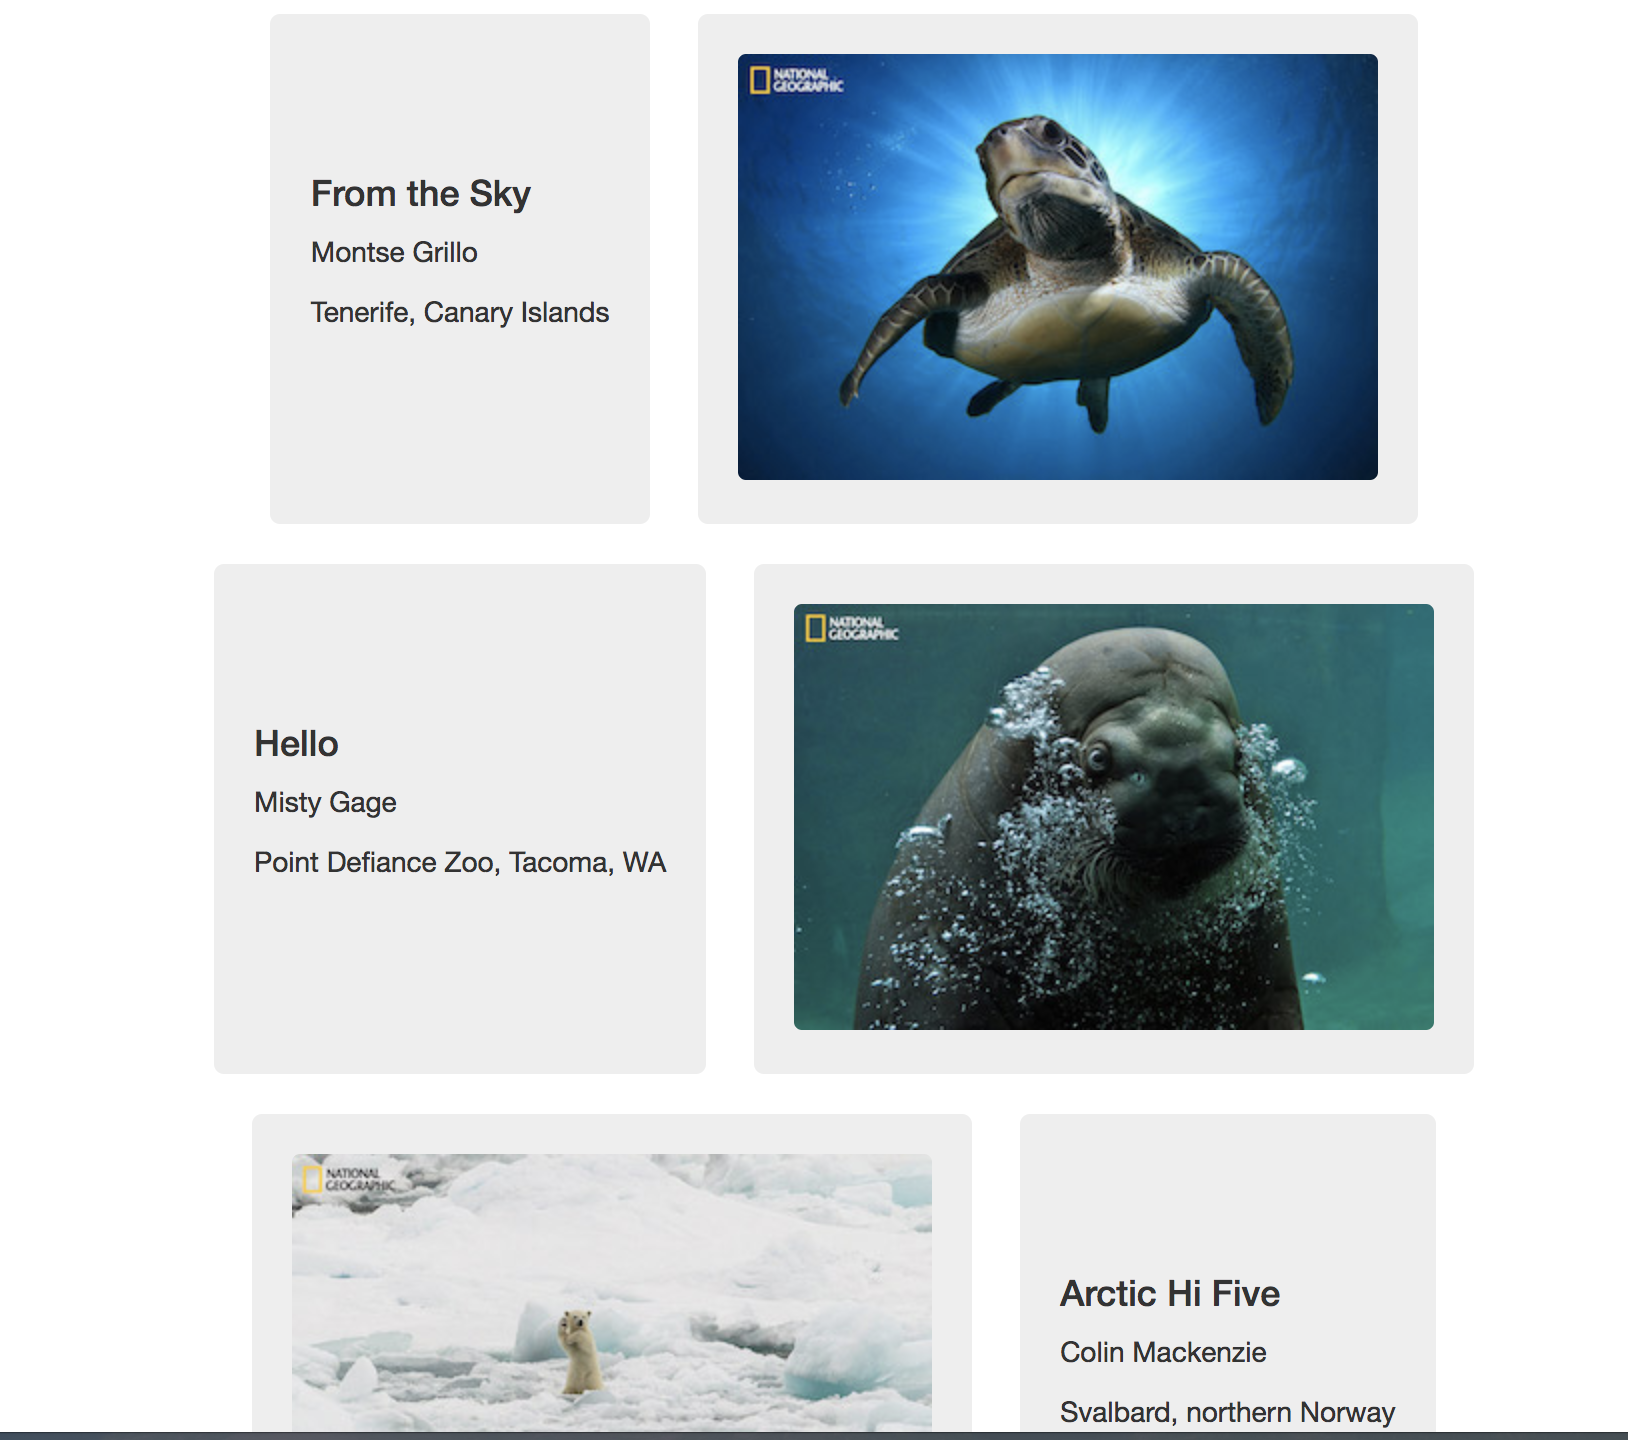 From the Sky
Montse Grillo
Tenerife, Canary Islands
NATIONAL
GEOGRAPHIC
Hello
Misty Gage
Point Defiance Zoo, Tacoma, WA
NATIONAL
GEOGRAPHIC
NATIONAL
GEOGRAPHIC
Arctic Hi Five
Colin Mackenzie
Svalbard, northern Norway